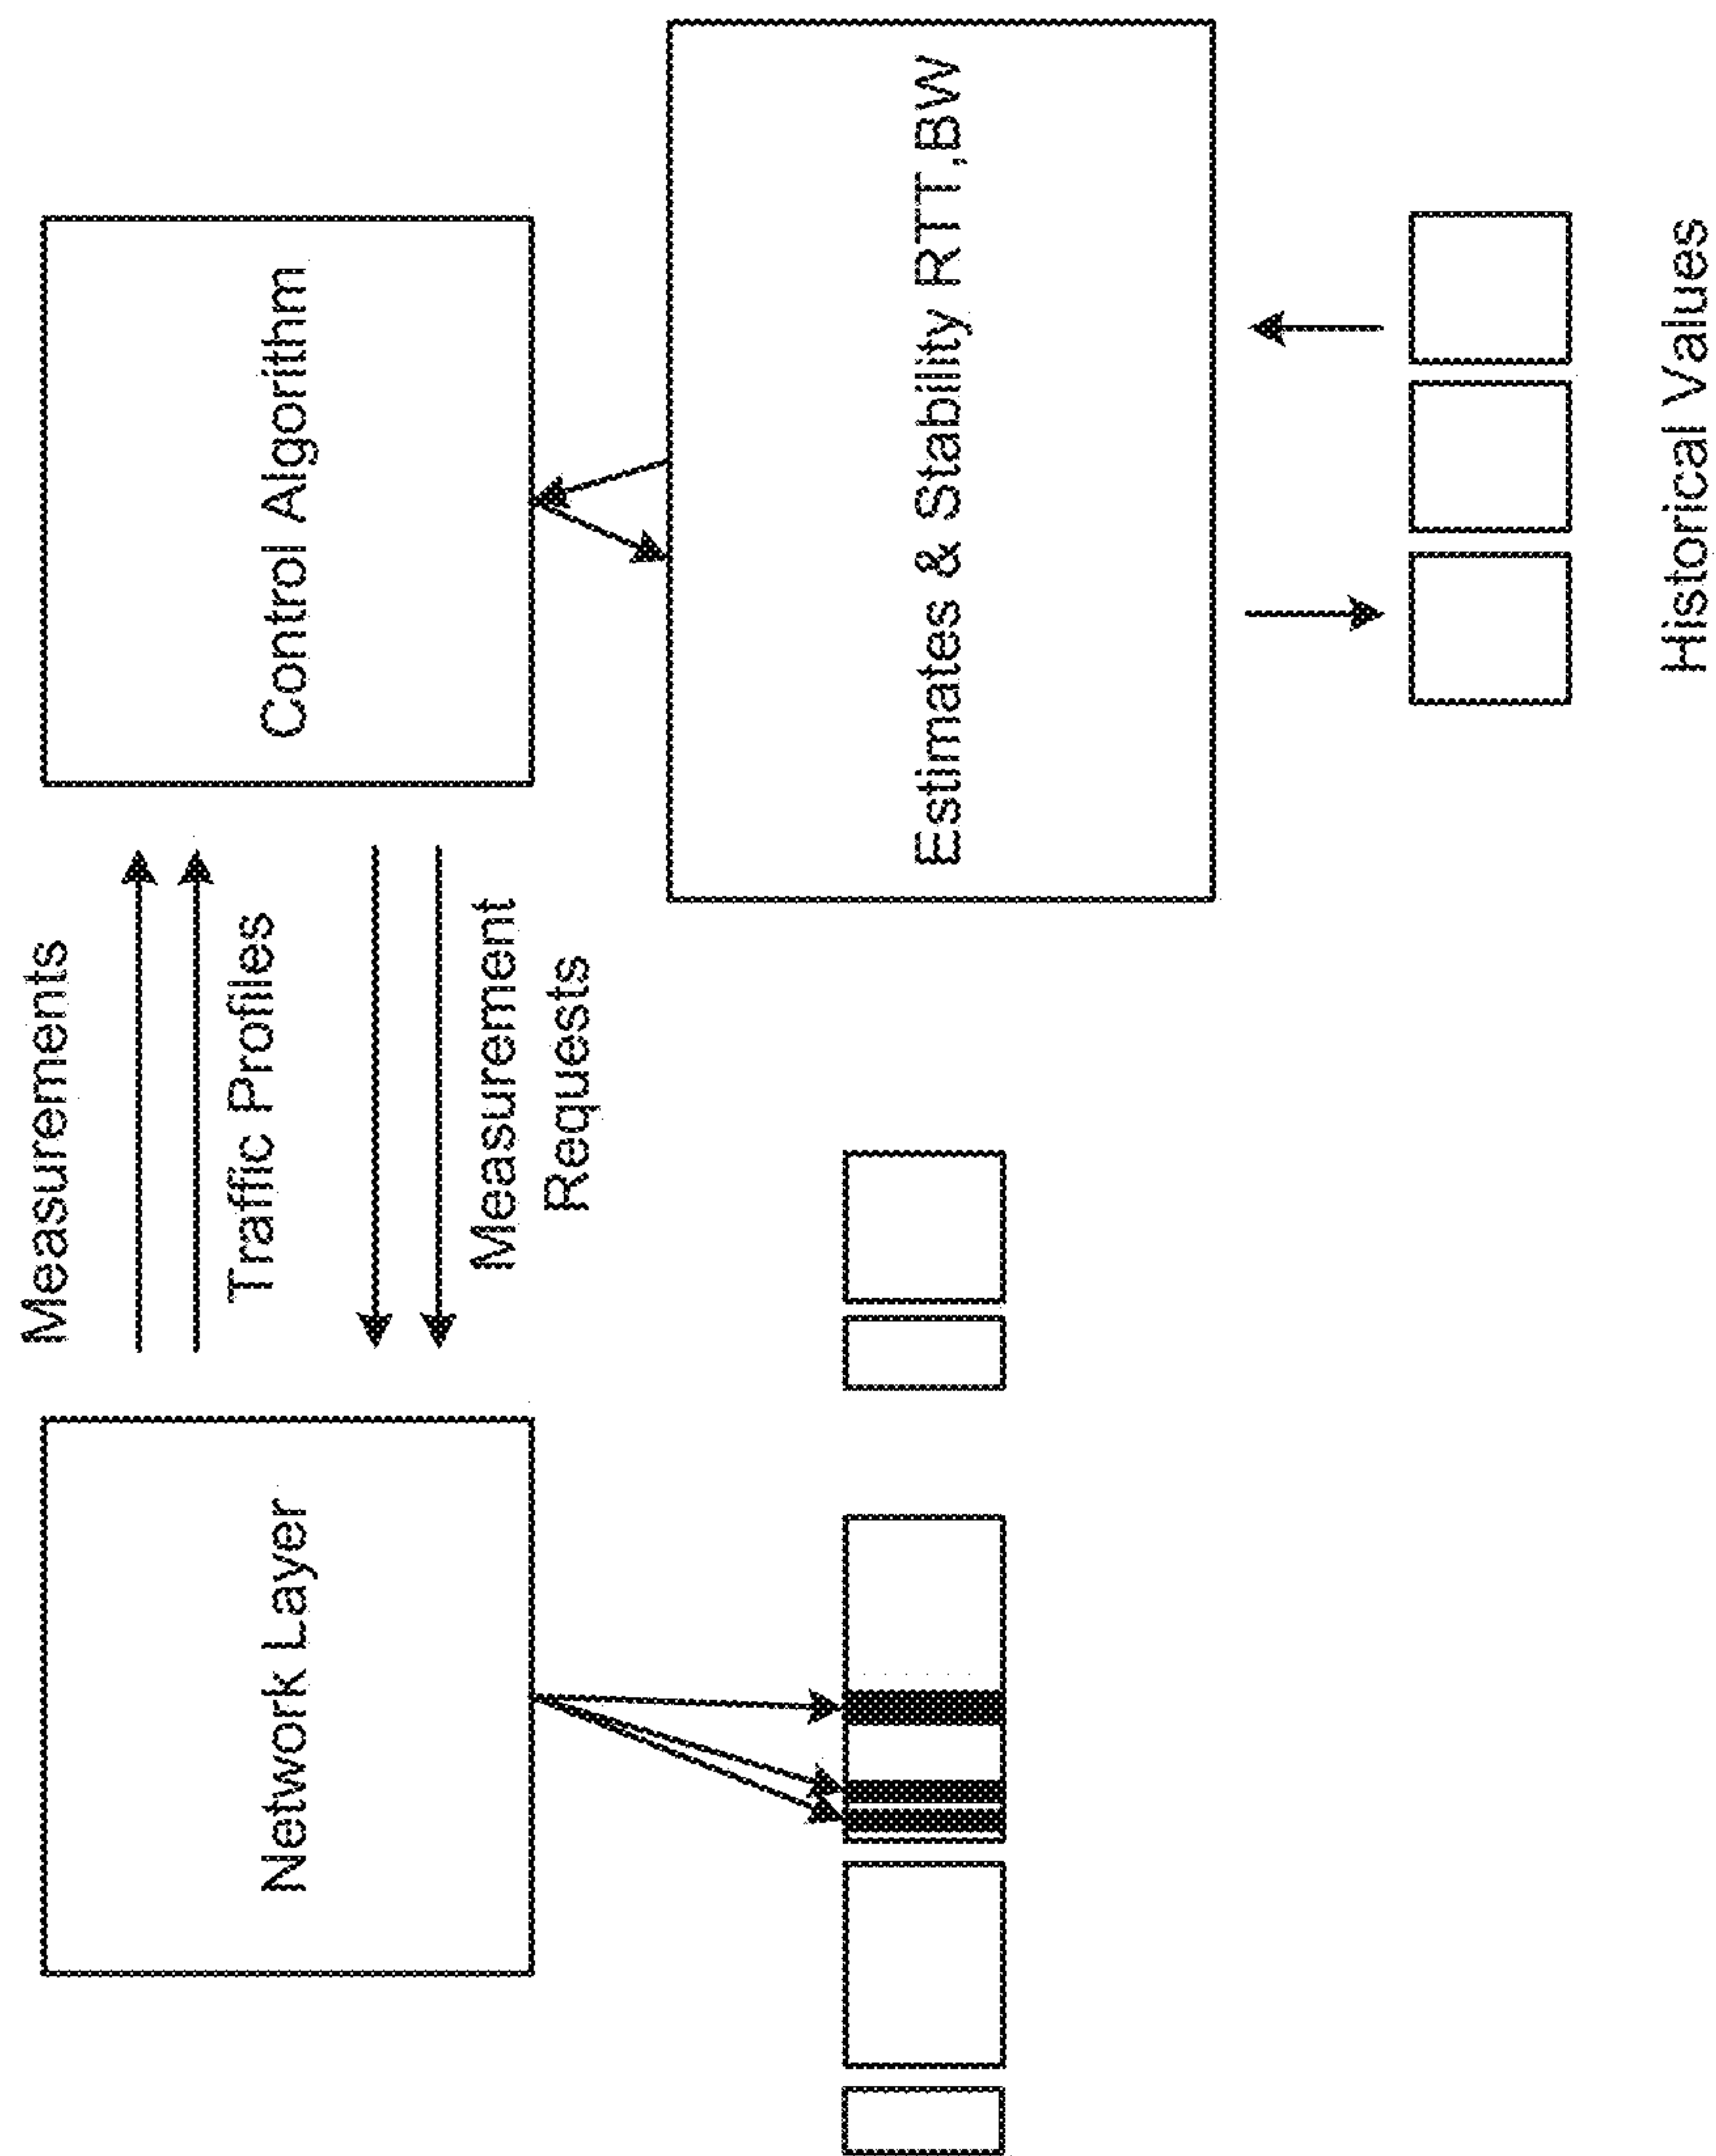 Measurements
Traffic Profiles
Network Layer
Control Algorithm
Measurement
Requests
Estimates & Stability RTT,BW
Historical Values